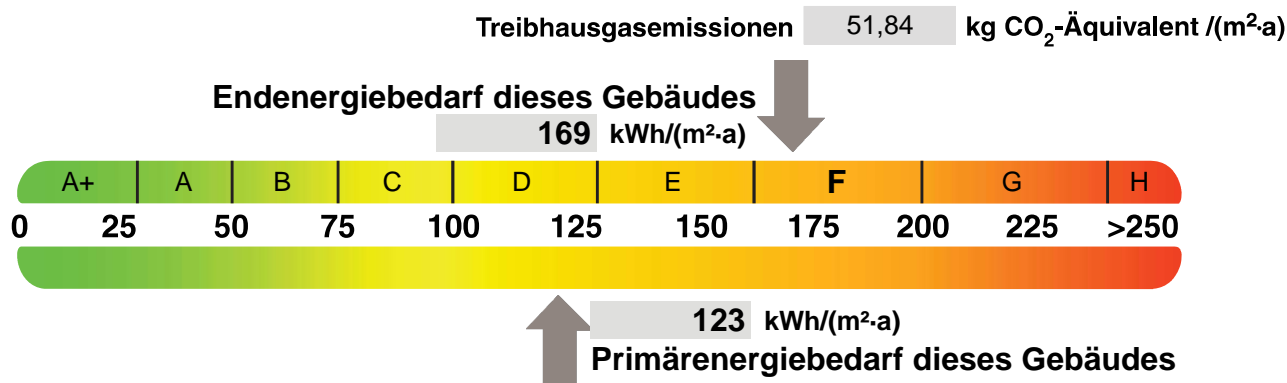 Treibhausgasemissionen 51,84 kg CO₂-Äquivalent /(m²·a)
Endenergiebedarf dieses Gebäudes
169 kWh/(m²·a)
A+ A B C D E F G H
0 25 50 75 100 125 150 175 200 225 >250
123 kWh/(m²·a)
Primärenergiebedarf dieses Gebäudes